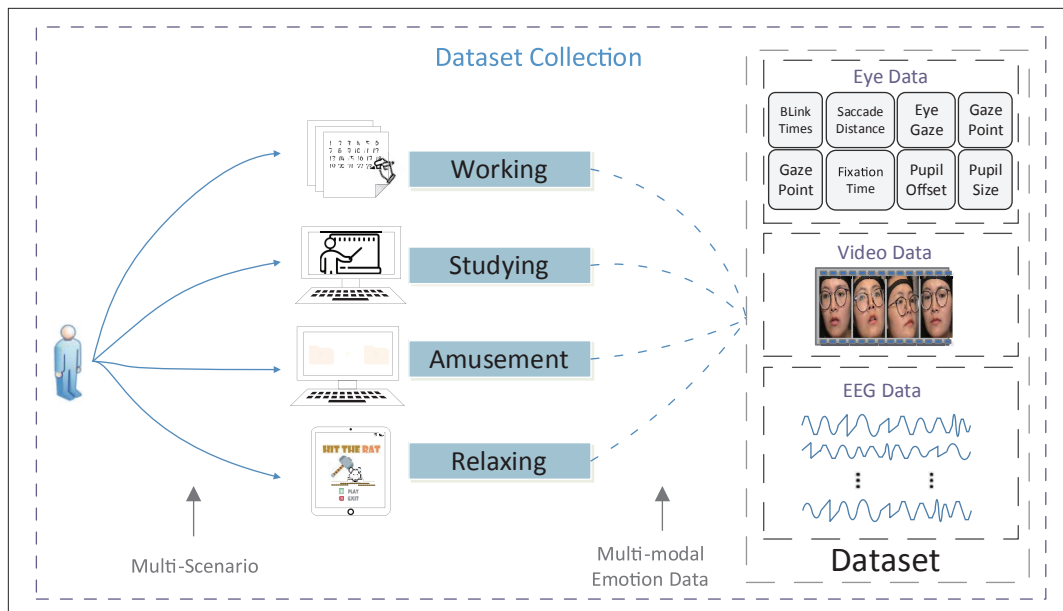 Dataset Collection
Working
Studying
Amusement
HIT THE RAT
PLAY
EXIT
Relaxing
Multi-Scenario
Multi-modal
Emotion Data
Eye Data
BLink
Times
Saccade
Distance
Eye
Gaze
Gaze
Point
Gaze
Point
Fixation
Time
Pupil
Offset
Pupil
Size
Video Data
EEG Data
Dataset